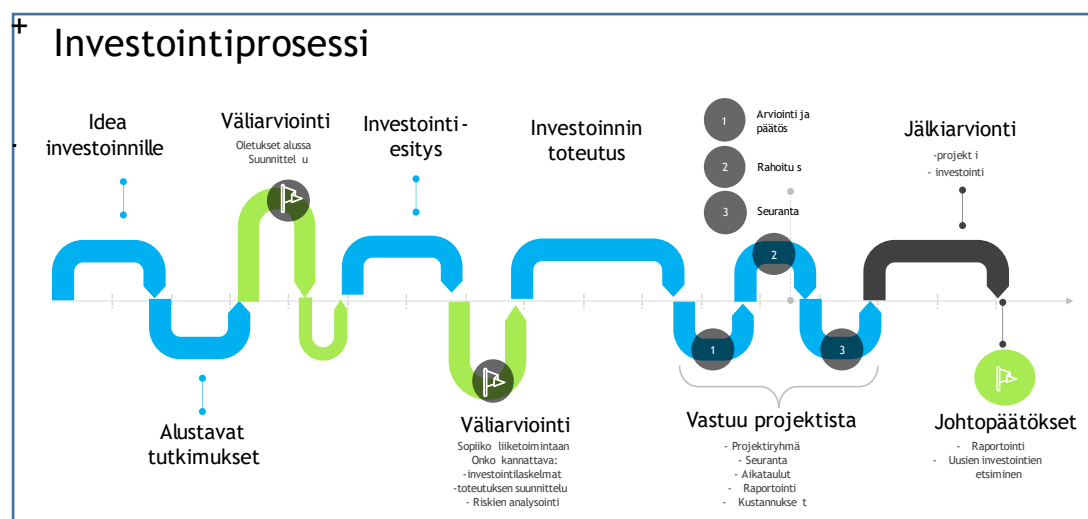 +
Investointiprosessi
Idea
investoinnille
Väliarviointi
Oletukset alussa
Suunnittel u
Investointi-
esitys
Investoinnin
toteutus
1
Arviointi ja
päätös
2
Rahoitu s
3
Seuranta
Jälkiarvionti
-projekt i
- investointi
2
1
3
Alustavat
tutkimukset
Väliarviointi
Sopiiko liiketoimintaan
Onko kannattava:
-investointilaskelmat
-toteutuksen suunnittelu
- Riskien analysointi
Vastuu projektista
- Projektiryhmä
- Seuranta
- Aikataulut
- Raportointi
- Kustannukse t
Johtopäätökset
- Raportointi
- Uusien investointien
etsiminen